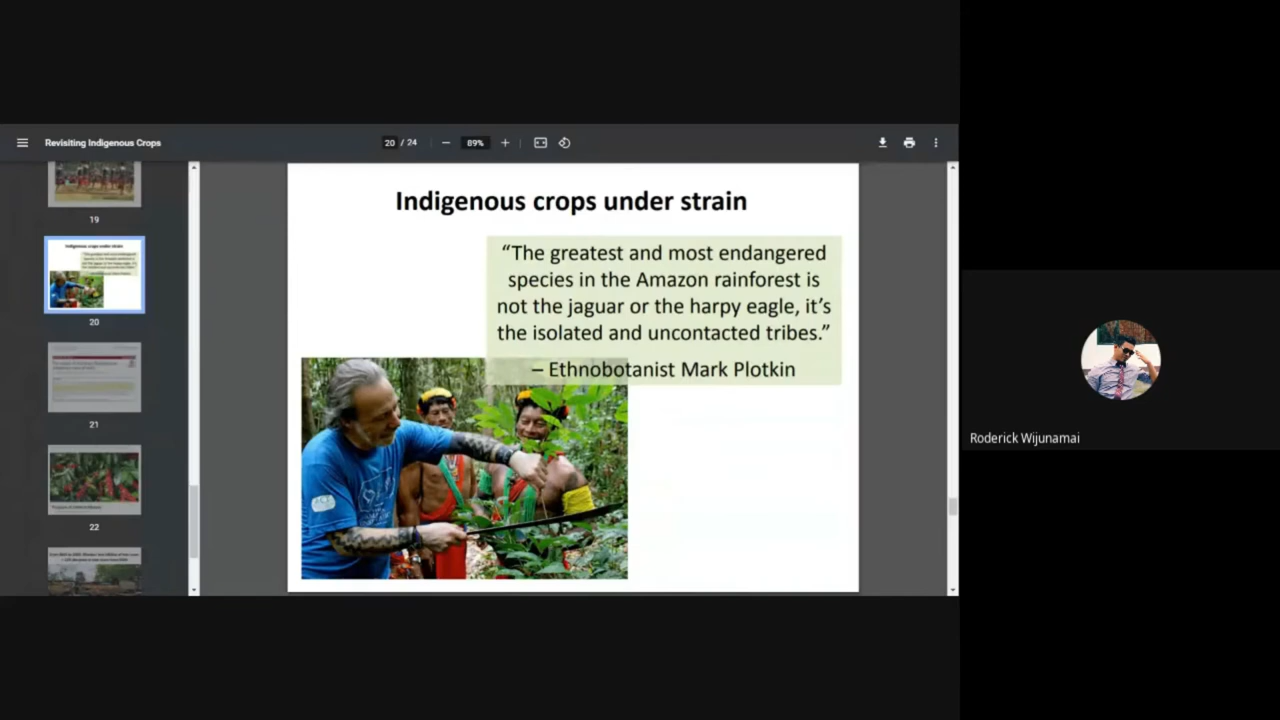 Revisiting Indigenous Crops
20 / 24
89%
19
20
21
22
Indigenous crops under strain
“The greatest and most endangered
species in the Amazon rainforest is
not the jaguar or the harpy eagle, it’s
the isolated and uncontacted tribes.”
– Ethnobotanist Mark Plotkin
Roderick Wijunamai